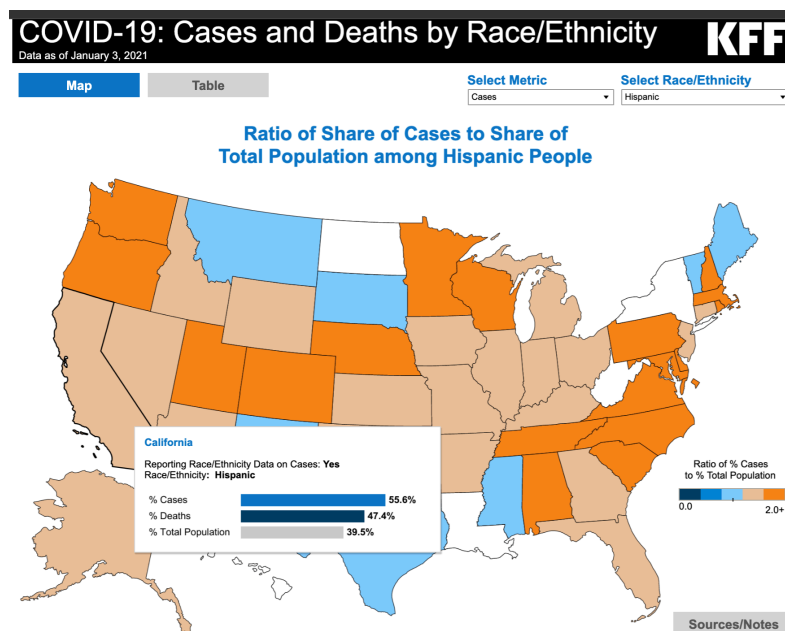 COVID-19: Cases and Deaths by Race/Ethnicity
KFF
Data as of January 3, 2021
Map
Table
Select Metric
Select Race/Ethnicity
Cases
Hispanic
Ratio of Share of Cases to Share of
Total Population among Hispanic People
California
Reporting Race/Ethnicity Data on Cases: Yes
Race/Ethnicity: Hispanic
% Cases 55.6%
% Deaths 47.4%
% Total Population 39.5%
Ratio of % Cases
to % Total Population
0.0 2.0+
Sources/Notes